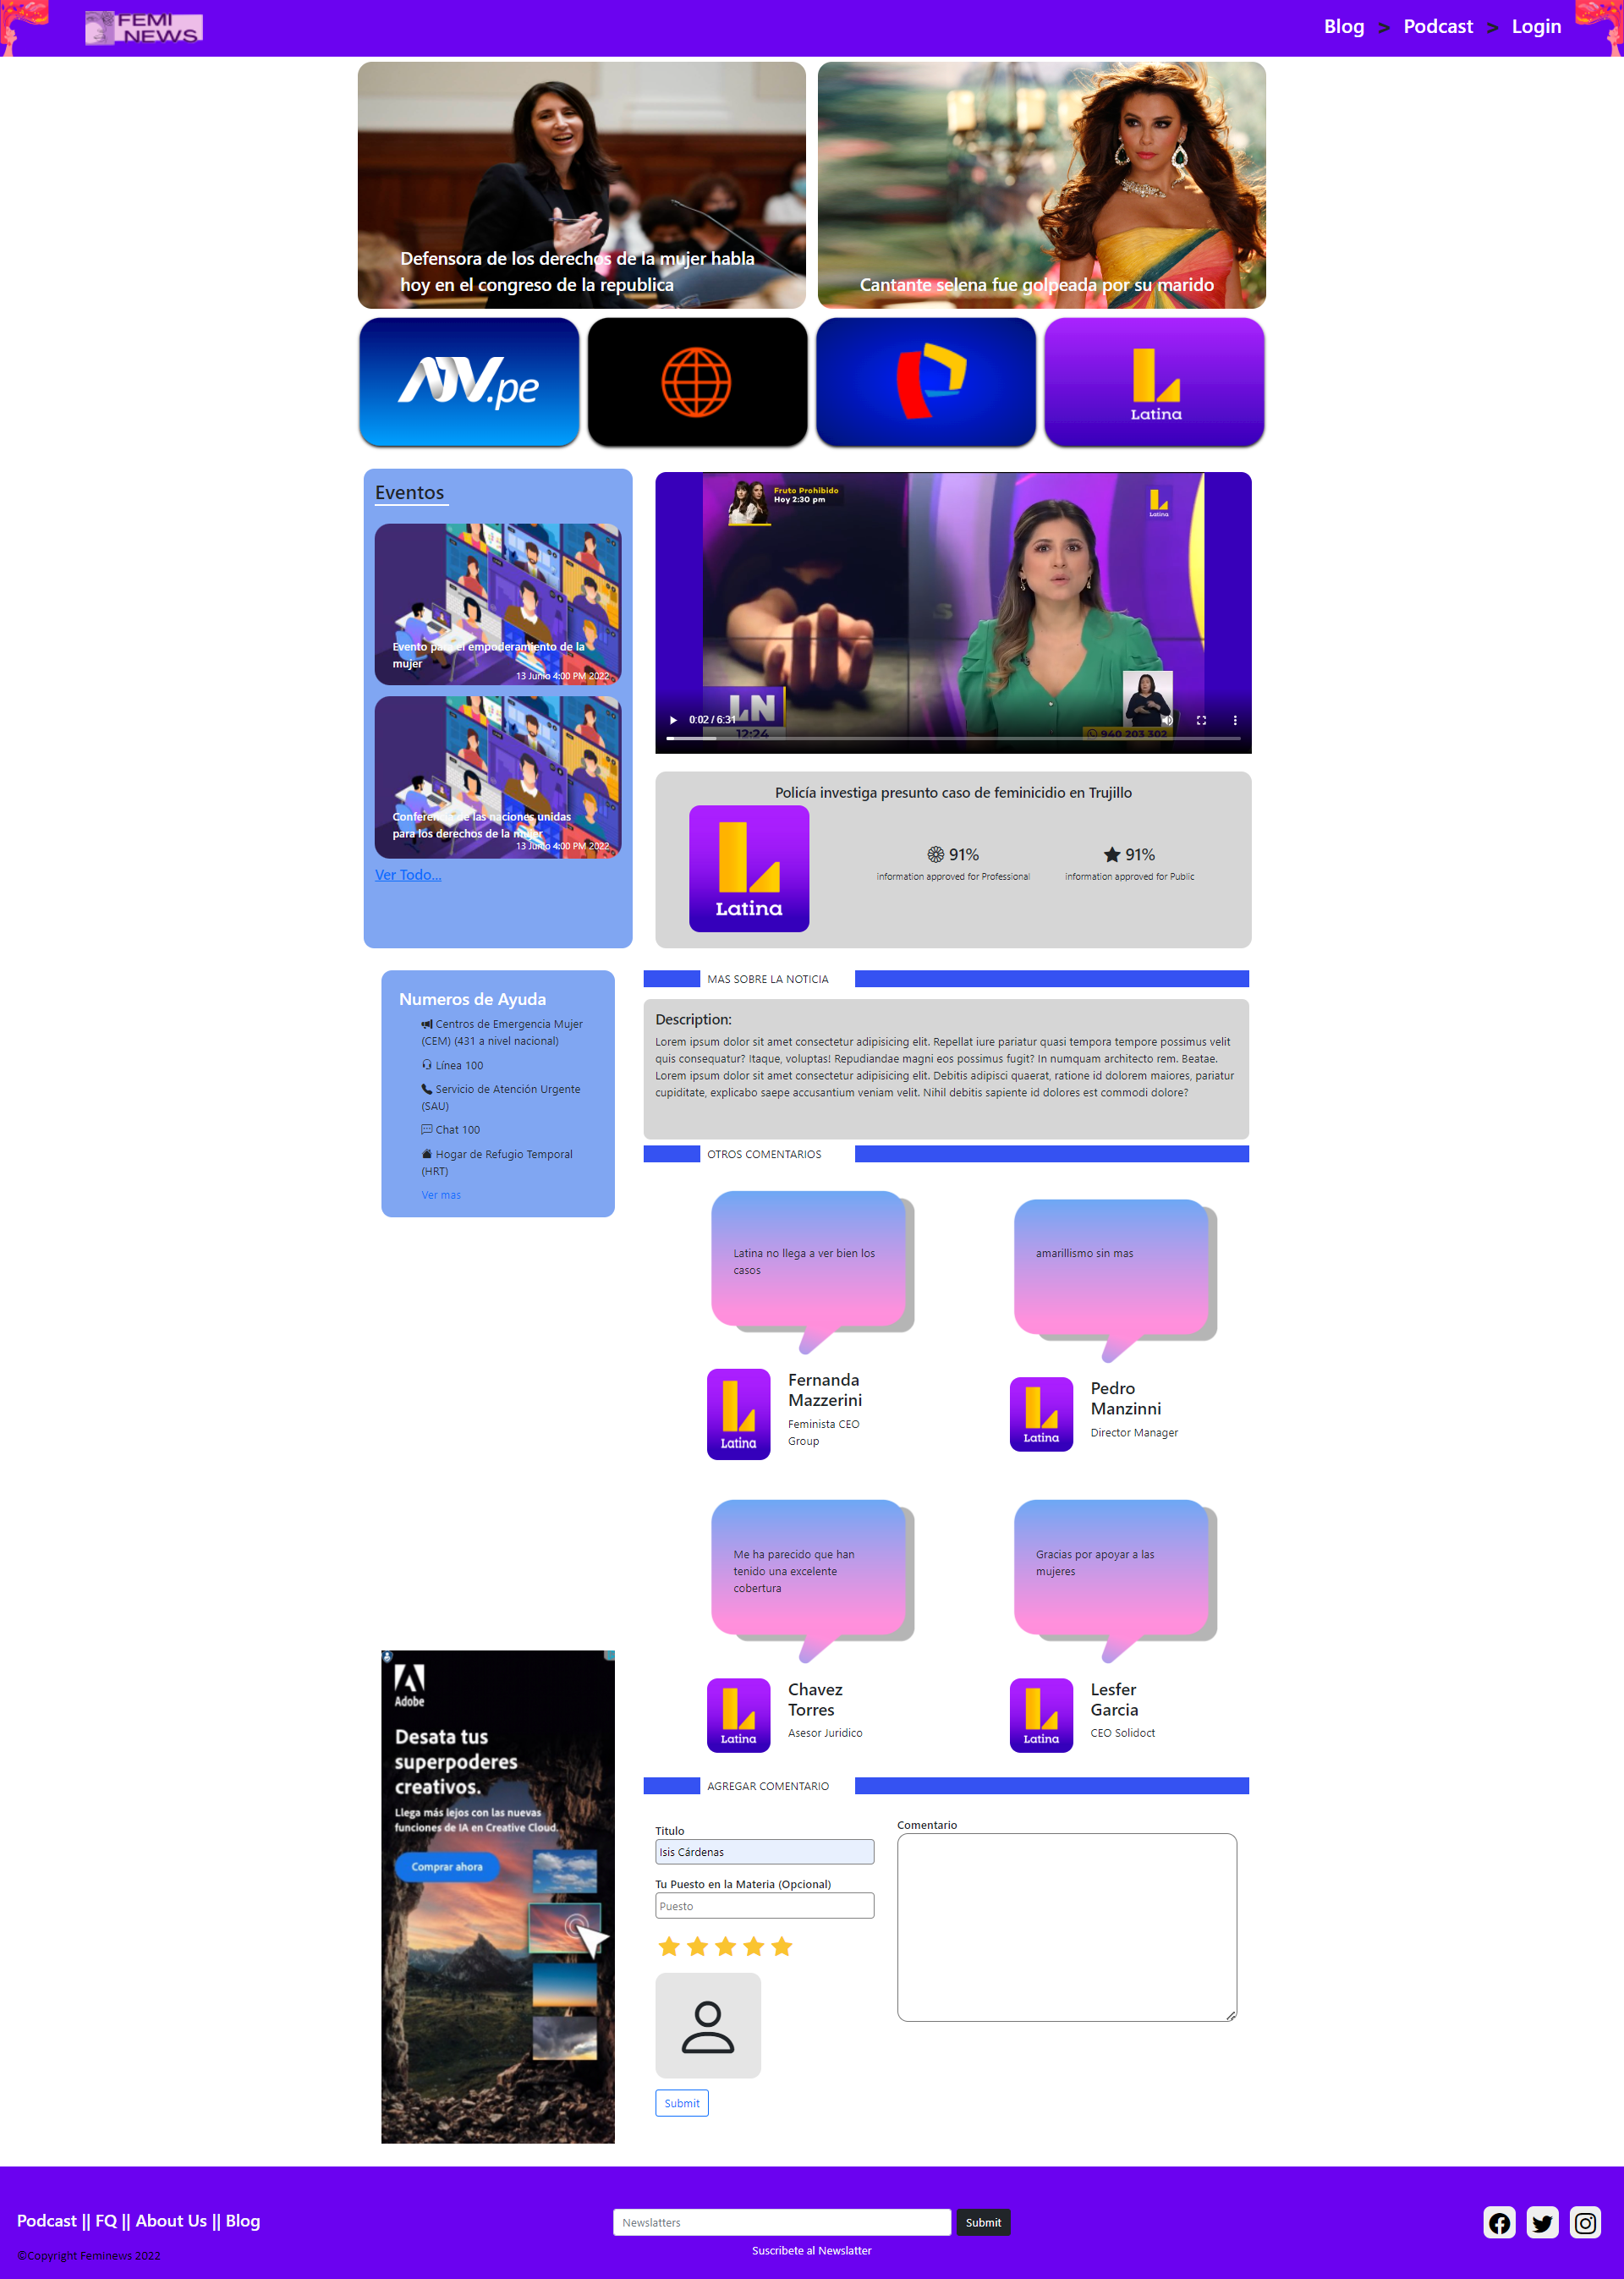 FEMI
NEWS
Blog > Podcast > Login
Defensora de los derechos de la mujer habla
hoy en el congreso de la republica
Cantante selena fue golpeada por su marido
ATV.pe
Latina
Eventos
Evento para el empoderamiento de la
mujer
13 Junio 4:00 PM 2022
Conferencia de las naciones unidas
para los derechos de la mujer
13 Junio 4:00 PM 2022
Ver Todo...
Fruto Prohibido
Hoy 2:30 pm
Latina
LN
0:02 / 6:31
12:24
940 203 302
Policía investiga presunto caso de feminicidio en Trujillo
Latina
91%
information approved for Professional
91%
information approved for Public
Numeros de Ayuda
Centros de Emergencia Mujer
(CEM) (431 a nivel nacional)
Línea 100
Servicio de Atención Urgente
(SAU)
Chat 100
Hogar de Refugio Temporal
(HRT)
Ver mas
MAS SOBRE LA NOTICIA
Description:
Lorem ipsum dolor sit amet consectetur adipisicing elit. Repellat iure pariatur quasi tempora tempore possimus velit
quis consequatur? Itaque, voluptas! Repudiandae magni eos possimus fugit? In numquam architecto rem. Beatae.
Lorem ipsum dolor sit amet consectetur adipisicing elit. Debitis adipisci quaerat, ratione id dolorem maiores, pariatur
cupiditate, explicabo saepe accusantium veniam velit. Nihil debitis sapiente id dolores est commodi dolore?
OTROS COMENTARIOS
Latina no llega a ver bien los
casos
Latina
Fernanda
Mazzerini
Feminista CEO
Group
amarillismo sin mas
Latina
Pedro
Manzinni
Director Manager
Me ha parecido que han
tenido una excelente
cobertura
Latina
Chavez
Torres
Asesor Juridico
Gracias por apoyar a las
mujeres
Latina
Lesfer
Garcia
CEO Solidoct
Adobe
Desata tus
superpoderes
creativos.
Llega más lejos con las nuevas
funciones de IA en Creative Cloud.
Comprar ahora
AGREGAR COMENTARIO
Titulo
Isis Cárdenas
Tu Puesto en la Materia (Opcional)
Puesto
Submit
Comentario
Podcast || FQ || About Us || Blog
©Copyright Feminews 2022
Newslatters
Submit
Suscribete al Newslatter